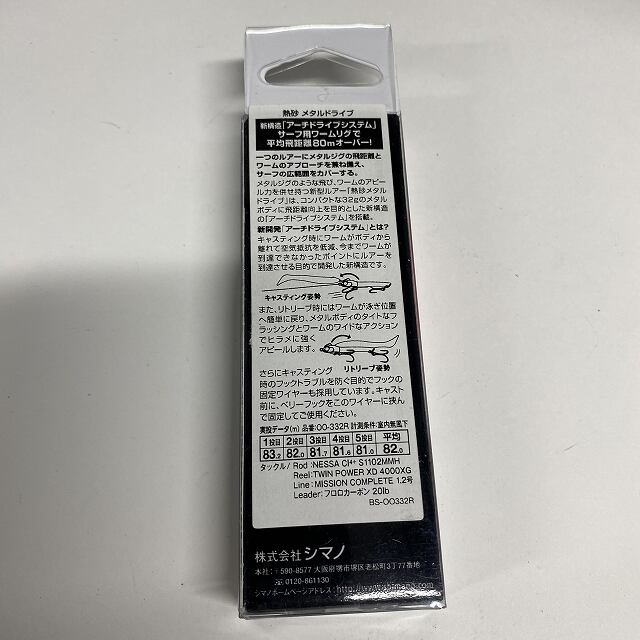 熱砂 メタルドライブ
新構造「アーチドライブシステム」
サーフ用ワームリグで
平均飛距離80mオーバー!
一つのルアーにメタルジグの飛距離と
ワームのアプローチを兼ね備え、
サーフの広範囲をカバーする。
メタルジグのような飛び、ワームのアピー
ル力を併せ持つ新型ルアー「熱砂メタル
ドライブ」は、コンパクトな32gのメタル
ボディに飛距離向上を目的とした新構造
の「アーチドライブシステム」を搭載。
新開発「アーチドライブシステム」とは?
キャスティング時にワームがボディから
離れて空気抵抗を低減、今までワームが
到達できなかったポイントにルアーを
到達させる目的で開発した新構造です。
キャスティング姿勢
また、リトリーブ時にはワームが泳ぎ位置
へ簡単に戻り、メタルボディのタイトなフ
ラッシングとワームのワイドなアクション
でヒラメに強く
アピールします。
リトリーブ姿勢
さらにキャスティング
時のフックトラブルを防ぐ目的でフックの
固定ワイヤーも採用しています。キャスト
前に、ベリーフックをこのワイヤーに挟ん
で固定してご使用ください。
実投データ(m) 品番:OO-332R 計測条件:室内無風下
1投目 2投目 3投目 4投目 5投目 平均
83.2 82.0 81.7 81.6 81.0 82.0
タックル/Rod:NESSA CI4+ S1102MMH
Reel:TWIN POWER XD 4000XG
Line:MISSION COMPLETE 1.2号
Leader:フロロカーボン 20lb
BS-OO332R
株式会社シマノ
本社:〒590-8577 大阪府堺市堺区老松町3丁77番地
0120-861130
シマノホームページアドレス:http://www.shimano.com